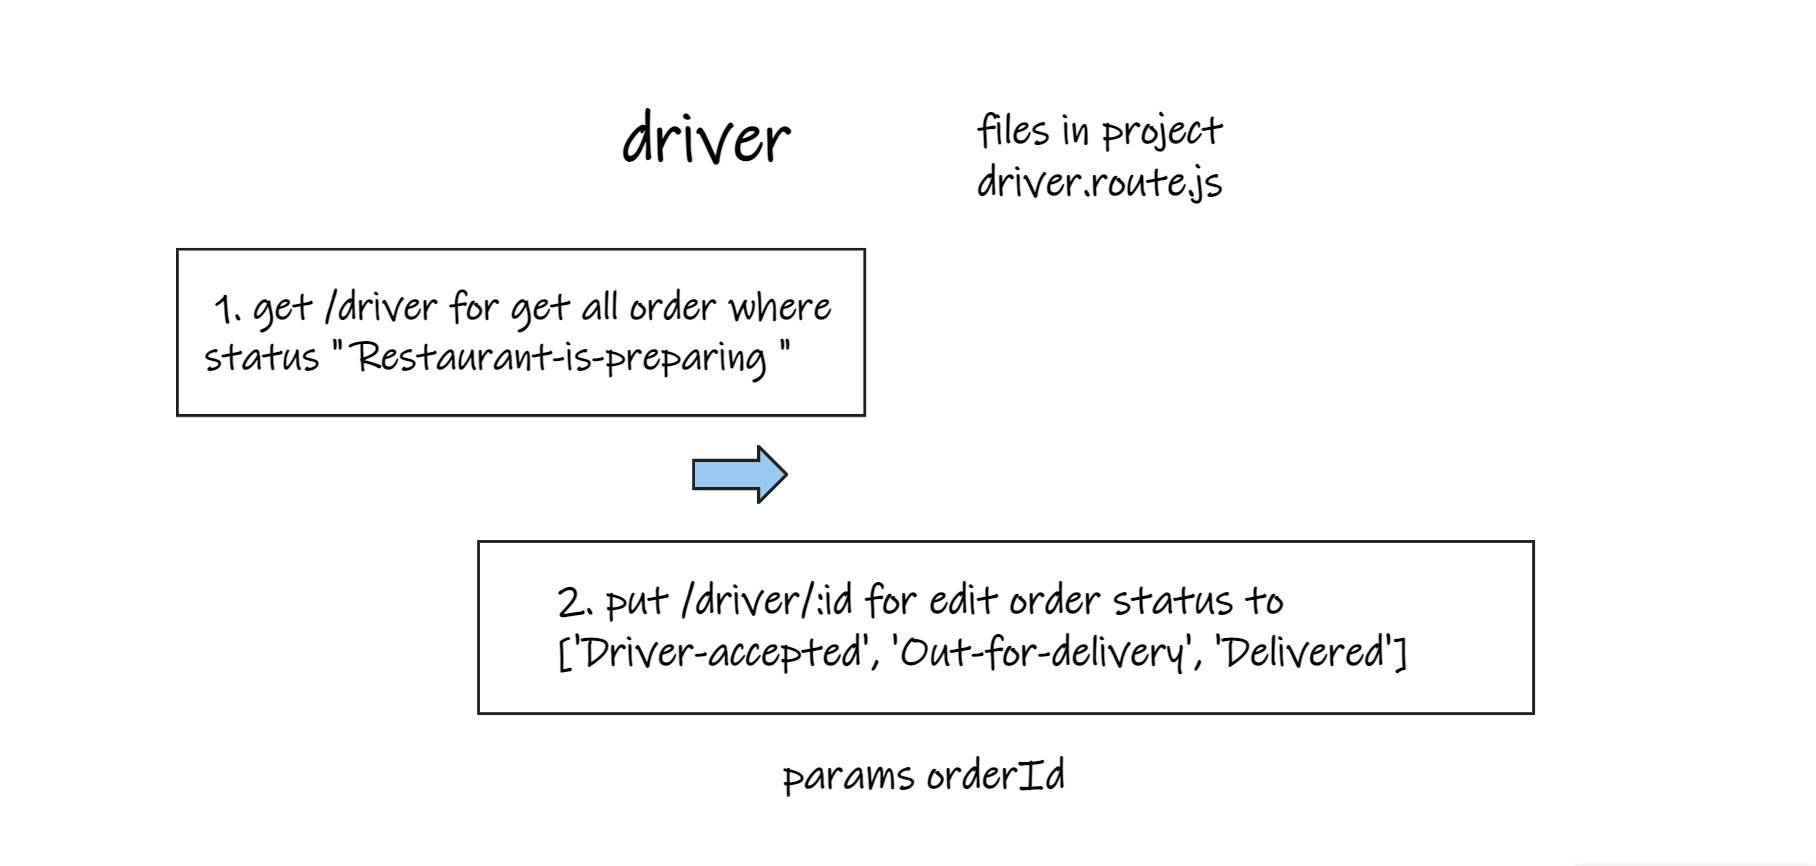 driver
files in project
driver.route.js
1. get /driver for get all order where
status "Restaurant-is-preparing "
2. put /driver/:id for edit order status to
['Driver-accepted', 'Out-for-delivery', 'Delivered']
params orderId